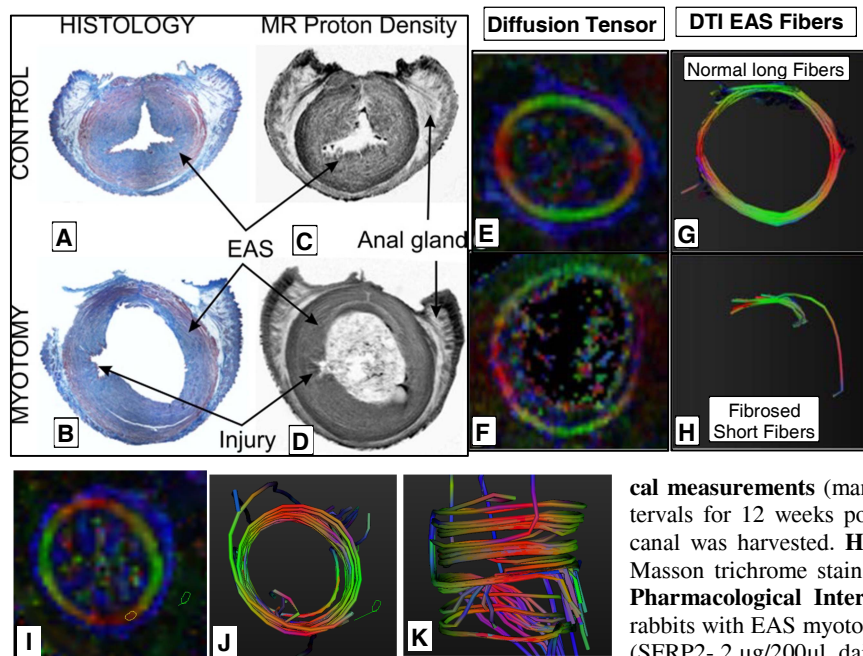 HISTOLOGY
MR Proton Density
Diffusion Tensor
DTI EAS Fibers
CONTROL
MYOTOMY
Normal long Fibers
A
C
E
G
EAS
Anal gland
B
Injury
D
F
H
Fibrosed
Short Fibers
I
J
K
cal measurements (man
tervals for 12 weeks po
canal was harvested. H
Masson trichrome stain
Pharmacological Inter
rabbits with EAS myoto